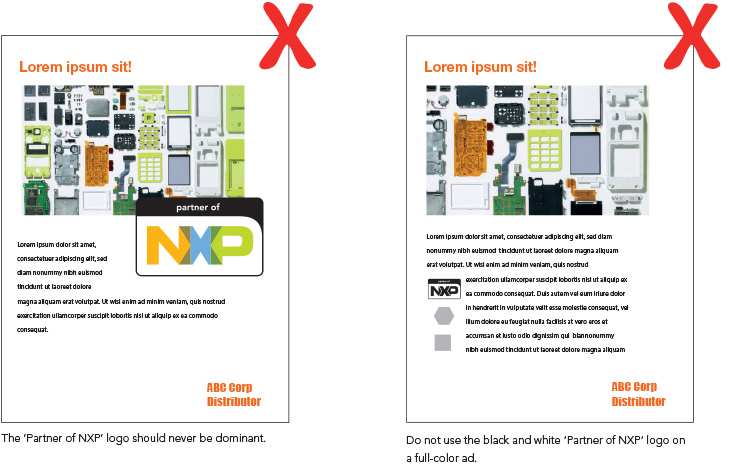 X
Lorem ipsum sit!
partner of
NXP
Lorem ipsum dolor sit amet,
consectetuer adipiscing elit, sed
diam nonummy nibh euismod
tincidunt ut laoreet dolore
magna aliquam erat volutpat. Ut wisi enim ad minim veniam, quis nostrud
exercitation ullamcorper suscipit lobortis nisl ut aliquip ex ea commodo
consequat.
ABC Corp
Distributor
The ‘Partner of NXP’ logo should never be dominant.
X
Lorem ipsum sit!
Lorem ipsum dolor sit amet, consectetuer adipiscing elit, sed diam
nonummy nibh euismod tincidunt ut laoreet dolore magna aliquam
erat volutpat. Ut wisi enim ad minim veniam, quis nostrud
exercitation ullamcorper suscipit lobortis nisl ut aliquip ex
ea commodo consequat. Duis autem vel eum iriure dolor
in hendrerit in vulputate velit esse molestie consequat, vel
illum dolore eu feugiat nulla facilisis at vero eros et
accumsan et iusto odio dignissim qui blannonummy
nibh euismod tincidunt ut laoreet dolore magna aliquam
partner of
NXP
ABC Corp
Distributor
Do not use the black and white ‘Partner of NXP’ logo on
a full-color ad.